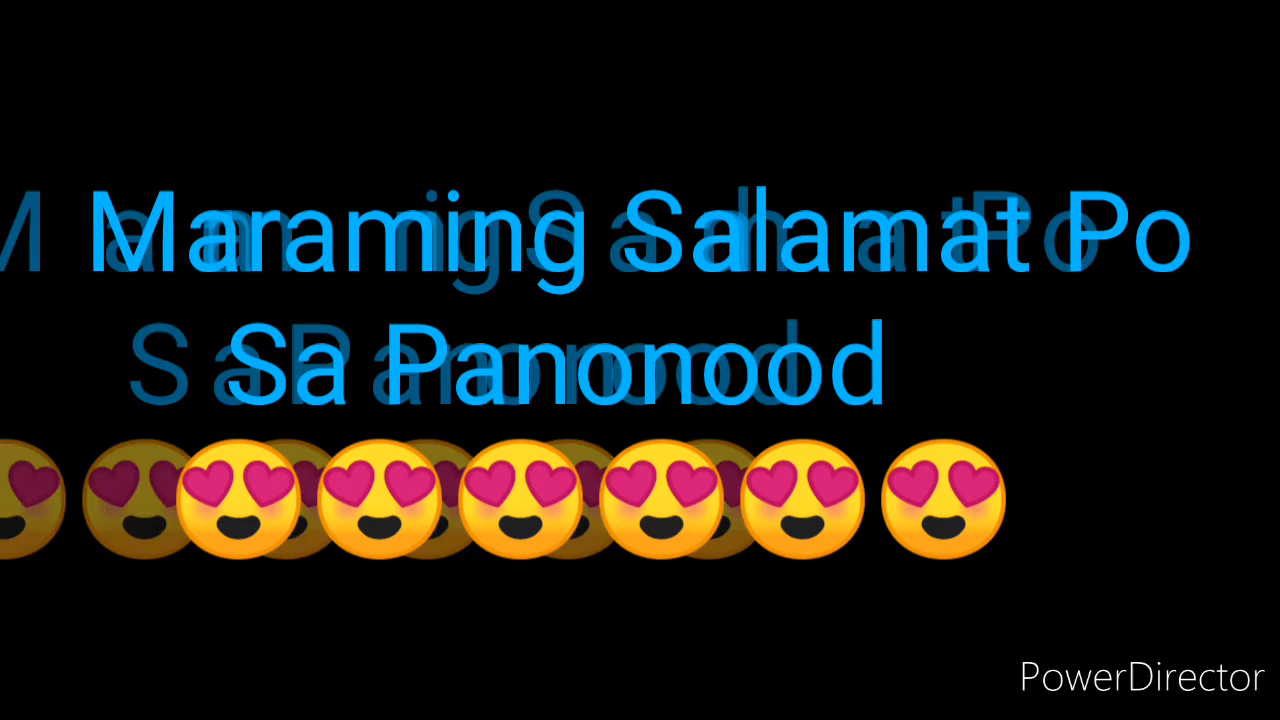 Maraming Salamat Po
Sa Panonood
😍😍😍😍😍😍
PowerDirector